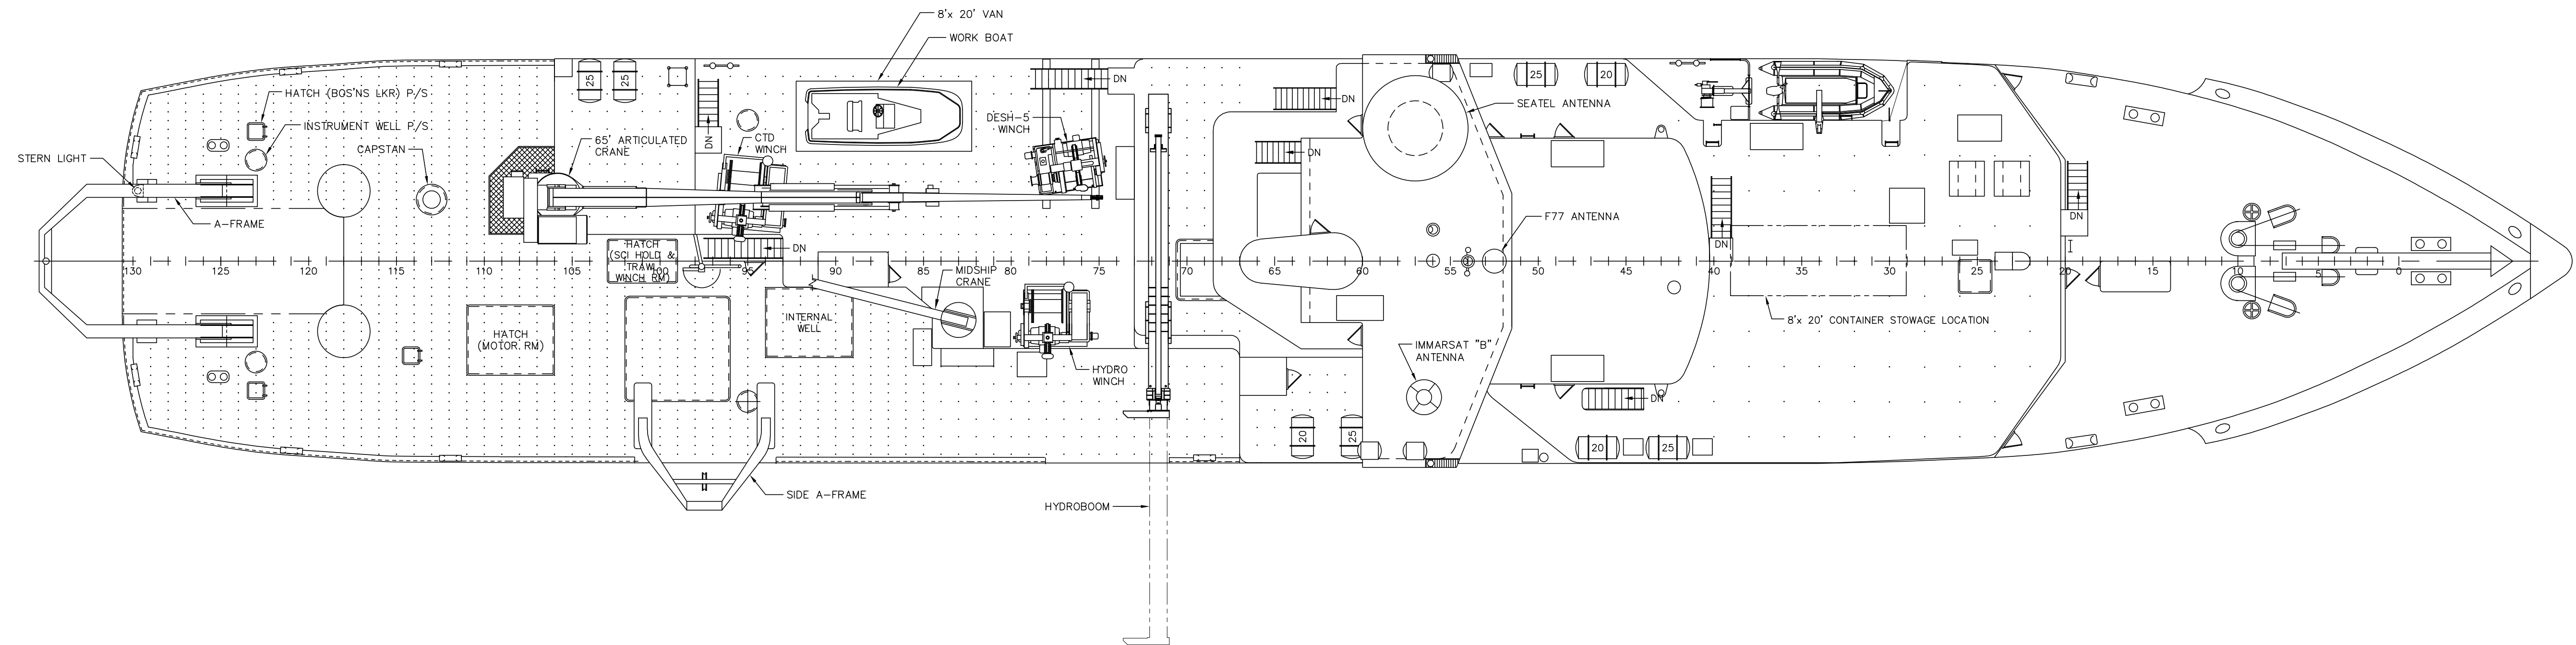 8'x 20' VAN
WORK BOAT
HATCH (BOS'NS LKR) P/S
INSTRUMENT WELL P/S
CAPSTAN
STERN LIGHT
A-FRAME
65' ARTICULATED
CRANE
25
25
DN
CTD
WINCH
DESH-5
WINCH
DN
DN
DN
SEATEL ANTENNA
25
20
F77 ANTENNA
DN
DN
DN
HATCH
(SCI HOLD &
TRAWL
WINCH RM)
MIDSHIP
CRANE
130
125
120
115
110
105
100
95
90
85
80
75
70
65
60
55
50
45
40
35
30
25
20
15
10
5
0
HATCH
(MOTOR RM)
INTERNAL
WELL
8'x 20' CONTAINER STOWAGE LOCATION
IMMARSAT "B"
ANTENNA
HYDRO
WINCH
DN
20
25
20
25
SIDE A-FRAME
HYDROBOOM